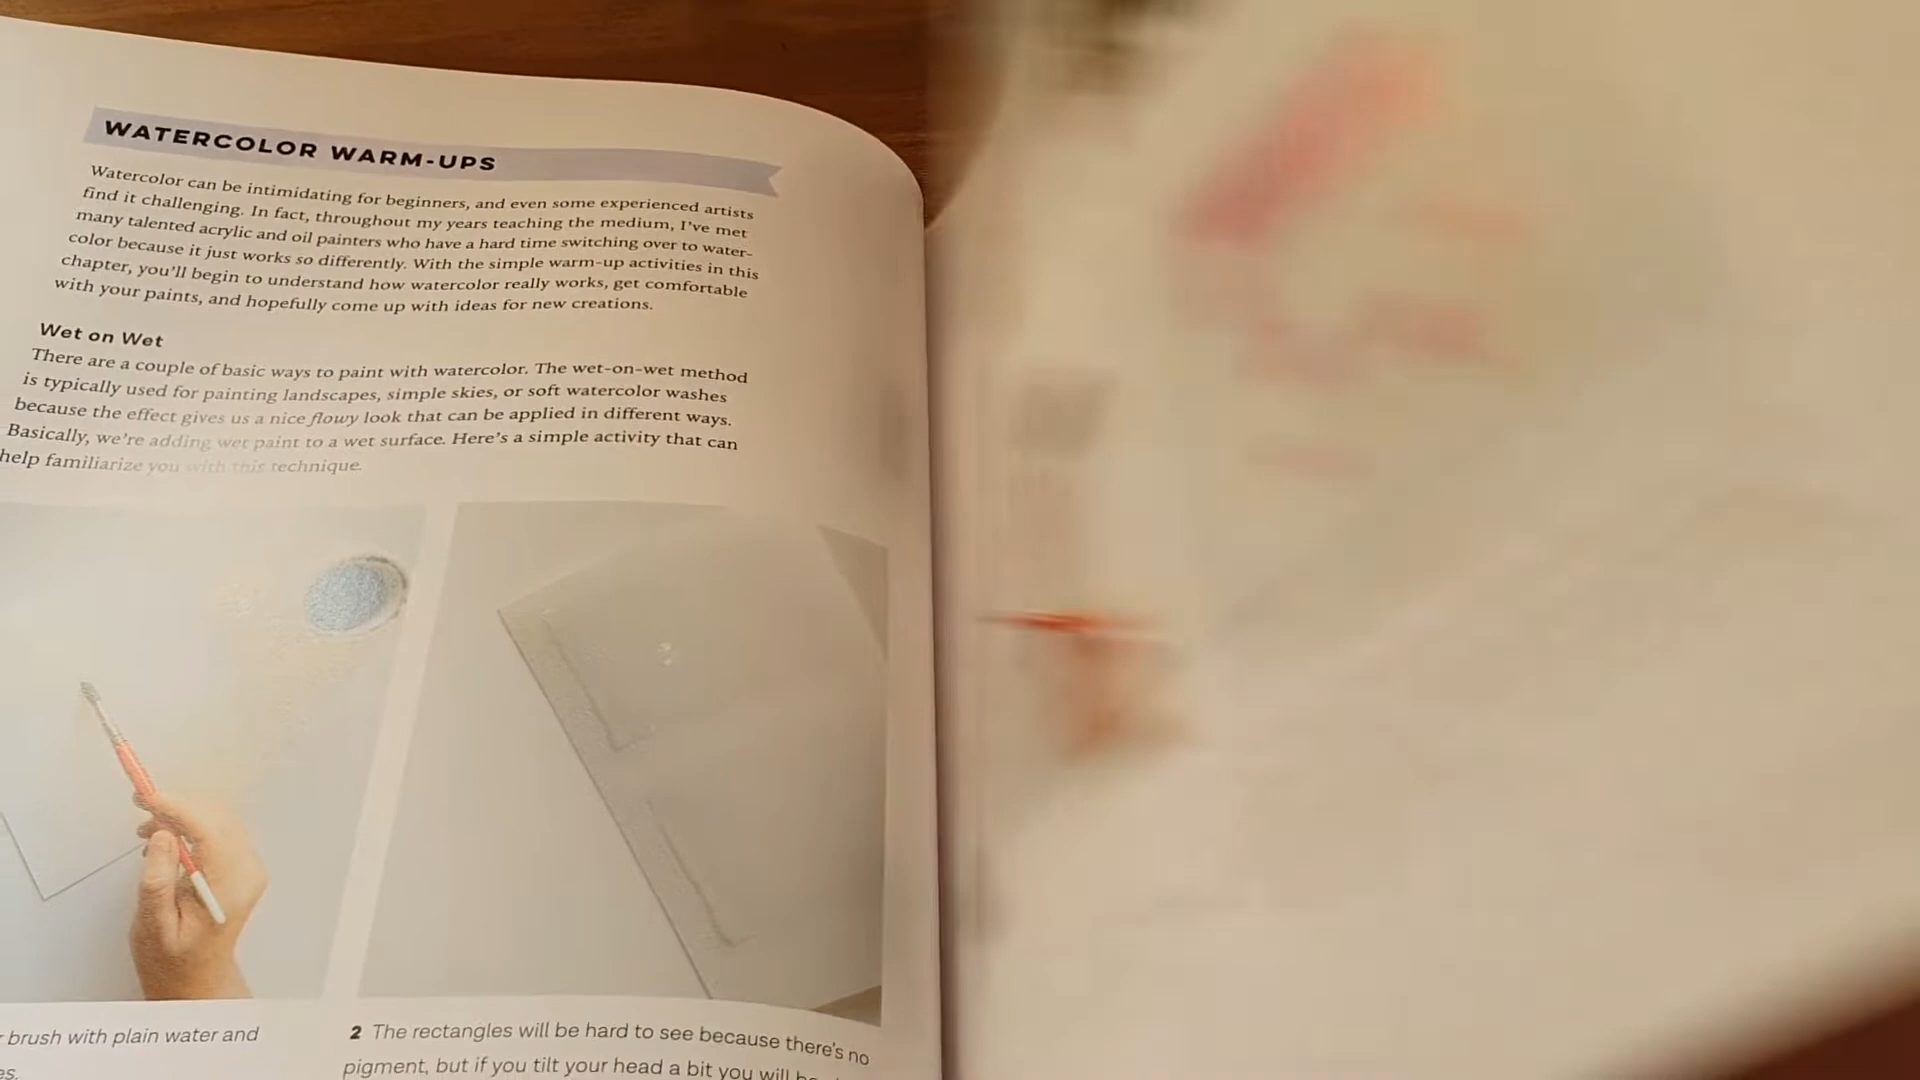 WATERCOLOR WARM-UPS
Watercolor can be intimidating for beginners, and even some experienced artists
find it challenging. In fact, throughout my years teaching the medium, I've met
many talented acrylic and oil painters who have a hard time switching over to water-
color because it just works so differently. With the simple warm-up activities in this
chapter, you'll begin to understand how watercolor really works, get comfortable
with your paints, and hopefully come up with ideas for new creations.
Wet on Wet
There are a couple of basic ways to paint with watercolor. The wet-on-wet method
is typically used for painting landscapes, simple skies, or soft watercolor washes
because the effect gives us a nice flowy look that can be applied in different ways.
Basically, we're adding wet paint to a wet surface. Here's a simple activity that can
help familiarize you with this technique.
brush with plain water and
2 The rectangles will be hard to see because there's no
pigment, but if you tilt your head a bit you will